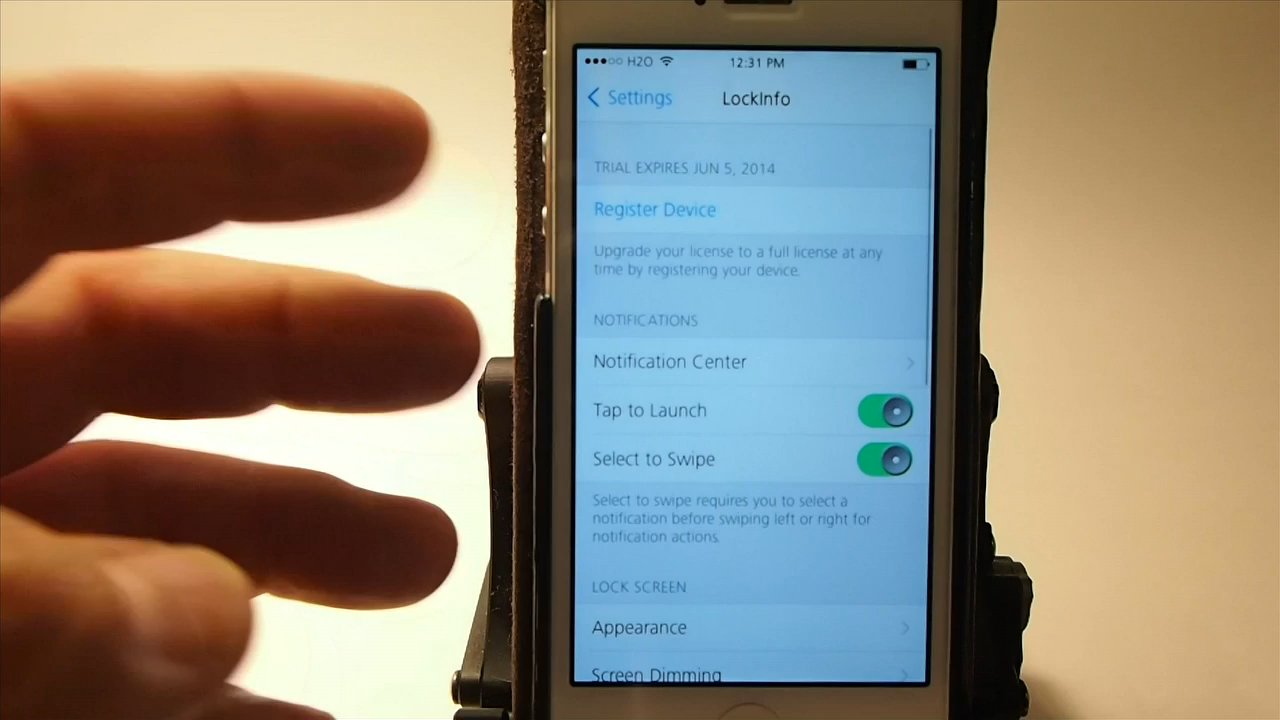 H2O 12:31 PM
Settings LockInfo
TRIAL EXPIRES JUN 5, 2014
Register Device
Upgrade your license to a full license at any
time by registering your device.
NOTIFICATIONS
Notification Center
Tap to Launch
Select to Swipe
Select to swipe requires you to select a
notification before swiping left or right for
notification actions.
LOCK SCREEN
Appearance
Screen Dimming